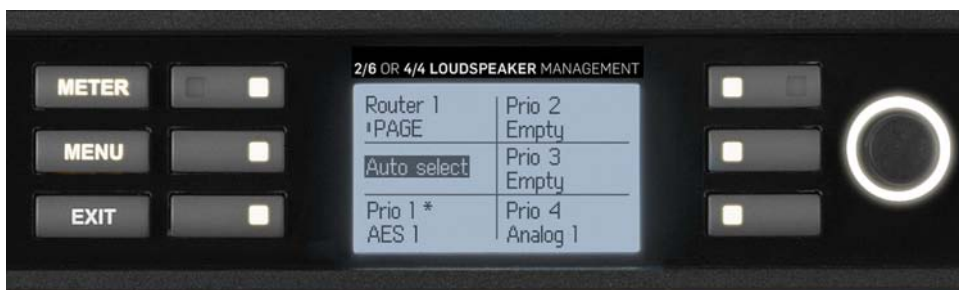 2/6 OR 4/4 LOUDSPEAKER MANAGEMENT
METER
MENU
EXIT
Router 1
PAGE
Auto select
Prio 1 *
AES 1
Prio 2
Empty
Prio 3
Empty
Prio 4
Analog 1